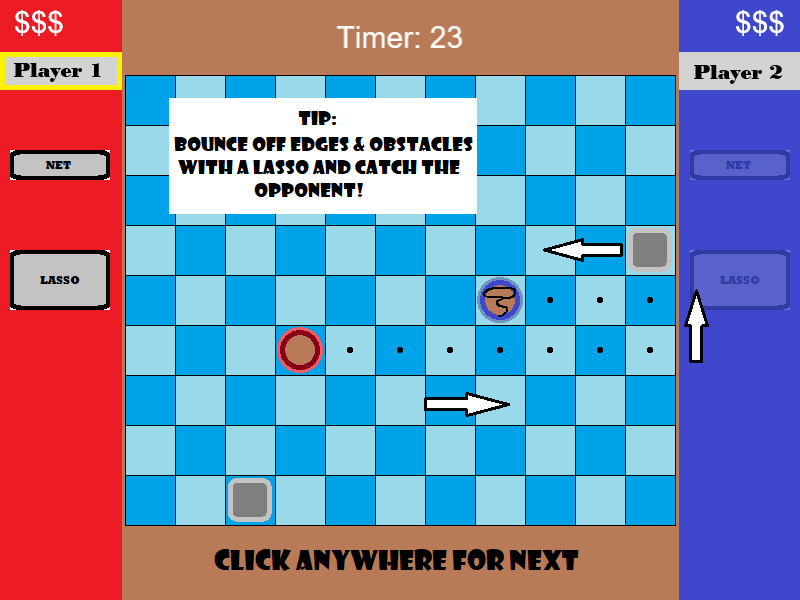 $$$
Timer: 23
$$$
Player 1
Player 2
TIP:
BOUNCE OFF EDGES & OBSTACLES
WITH A LASSO AND CATCH THE
OPPONENT!
NET
NET
LASSO
LASSO
CLICK ANYWHERE FOR NEXT